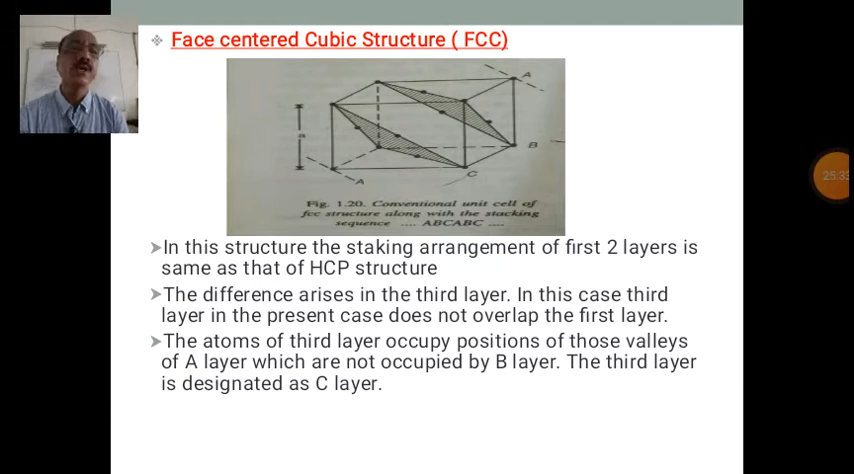 Face centered Cubic Structure ( FCC)
A
a
B
A
C
Fig. 1.20. Conventional unit cell of
fcc structure along with the stacking
sequence .... ABCABC ....
25:33
In this structure the staking arrangement of first 2 layers is
same as that of HCP structure
The difference arises in the third layer. In this case third
layer in the present case does not overlap the first layer.
The atoms of third layer occupy positions of those valleys
of A layer which are not occupied by B layer. The third layer
is designated as C layer.